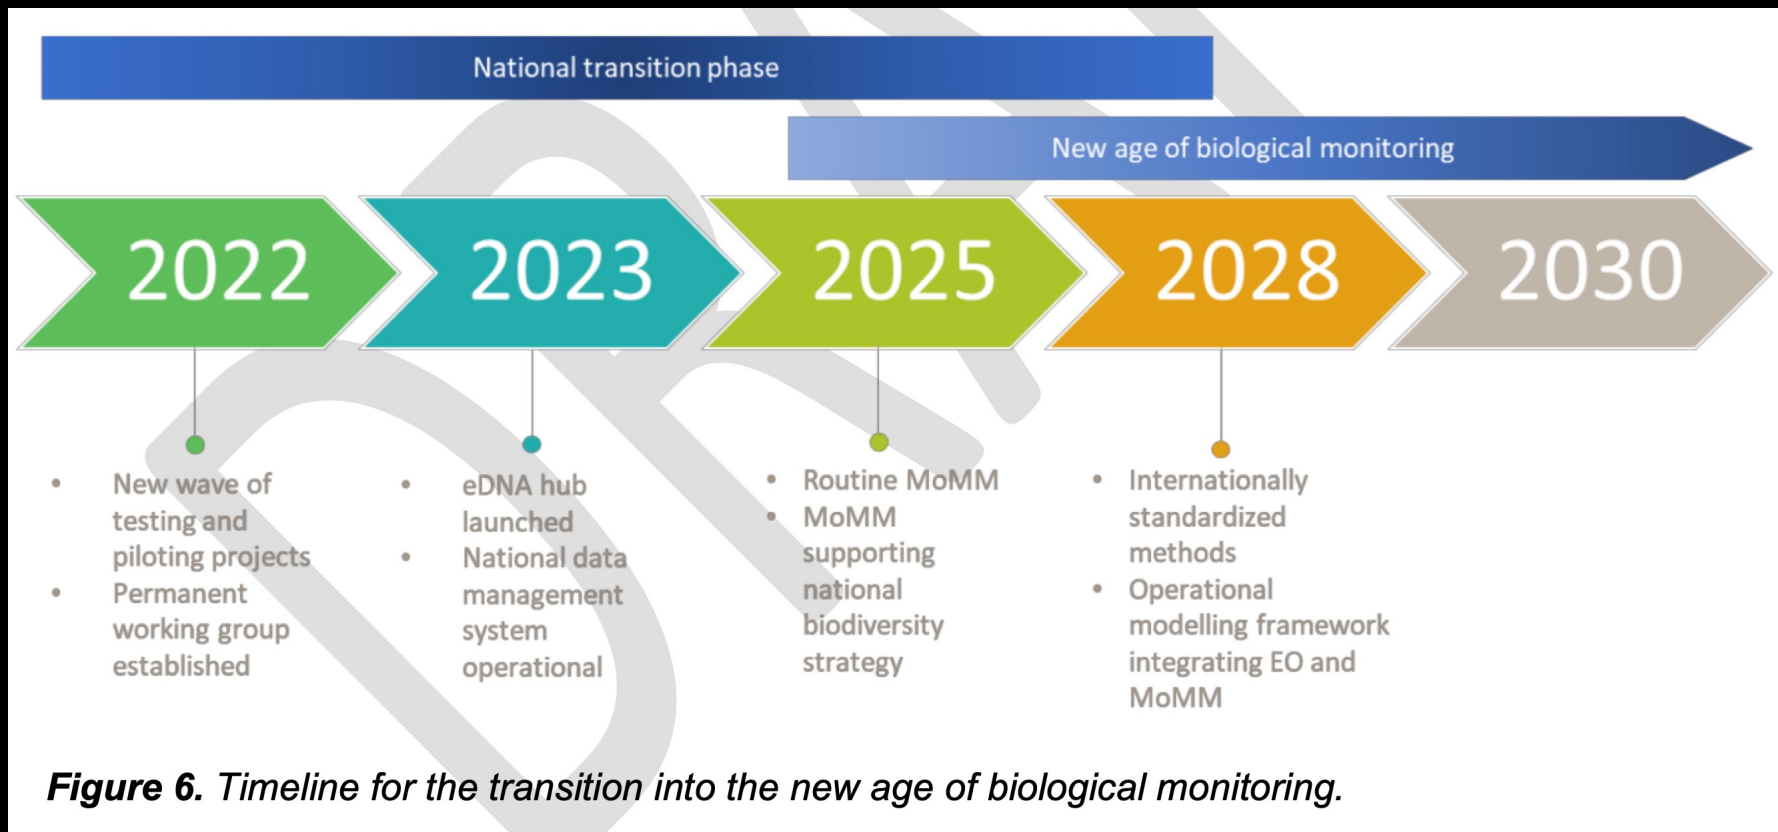 National transition phase
New age of biological monitoring
2022
2023
2025
2028
2030
• New wave of
testing and
piloting projects
• Permanent
working group
established
• eDNA hub
launched
• National data
management
system
operational
• Routine MoMM
• MoMM
supporting
national
biodiversity
strategy
• Internationally
standardized
methods
• Operational
modelling framework
integrating EO and
MoMM
Figure 6. Timeline for the transition into the new age of biological monitoring.